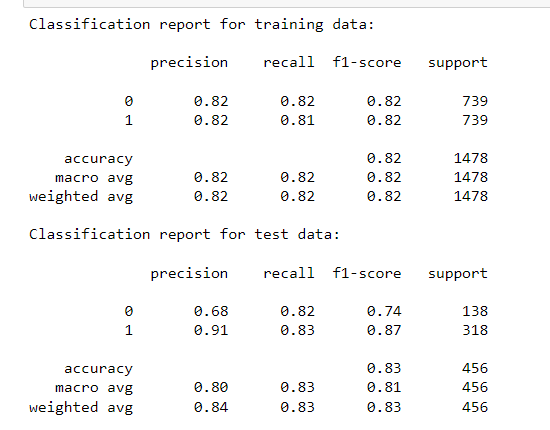 Classification report for training data:
precision recall f1-score support
0 0.82 0.82 0.82 739
1 0.82 0.81 0.82 739
accuracy 0.82 1478
macro avg 0.82 0.82 0.82 1478
weighted avg 0.82 0.82 0.82 1478
Classification report for test data:
precision recall f1-score support
0 0.68 0.82 0.74 138
1 0.91 0.83 0.87 318
accuracy 0.83 456
macro avg 0.80 0.83 0.81 456
weighted avg 0.84 0.83 0.83 456